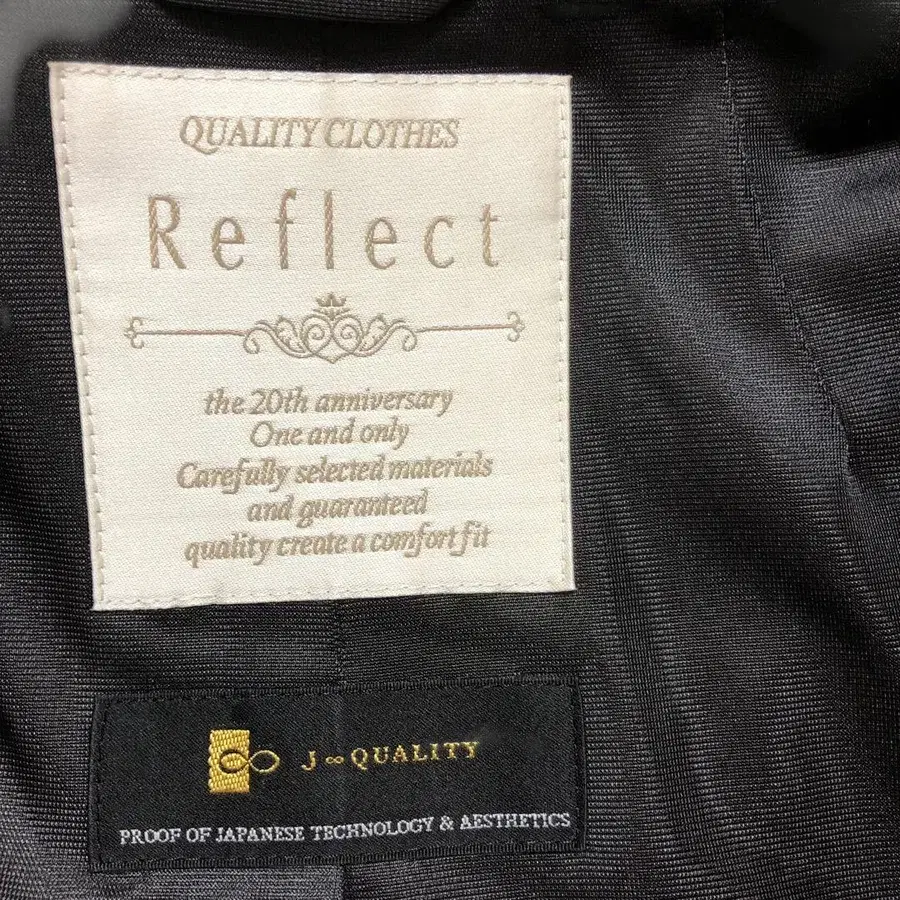 QUALITY CLOTHES
Reflect
the 20th anniversary
One and only
Carefully selected materials
and guaranteed
quality create a comfort fit
J∞QUALITY
PROOF OF JAPANESE TECHNOLOGY & AESTHETICS